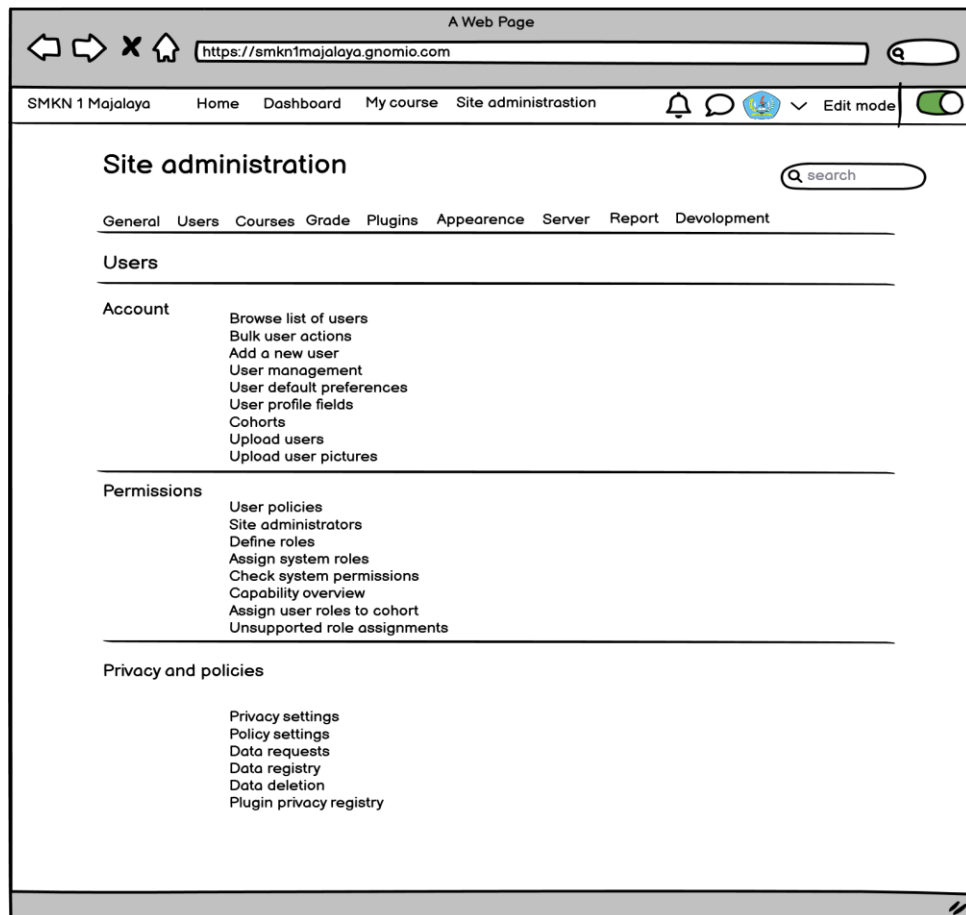 A Web Page
https://smkn1majalaya.gnomio.com
SMKN 1 Majalaya Home Dashboard My course Site administrastion Edit mode
Site administration
search
General Users Courses Grade Plugins Appearence Server Report Devolopment
Users
Account
Browse list of users
Bulk user actions
Add a new user
User management
User default preferences
User profile fields
Cohorts
Upload users
Upload user pictures
Permissions
User policies
Site administrators
Define roles
Assign system roles
Check system permissions
Capability overview
Assign user roles to cohort
Unsupported role assignments
Privacy and policies
Privacy settings
Policy settings
Data requests
Data registry
Data deletion
Plugin privacy registry